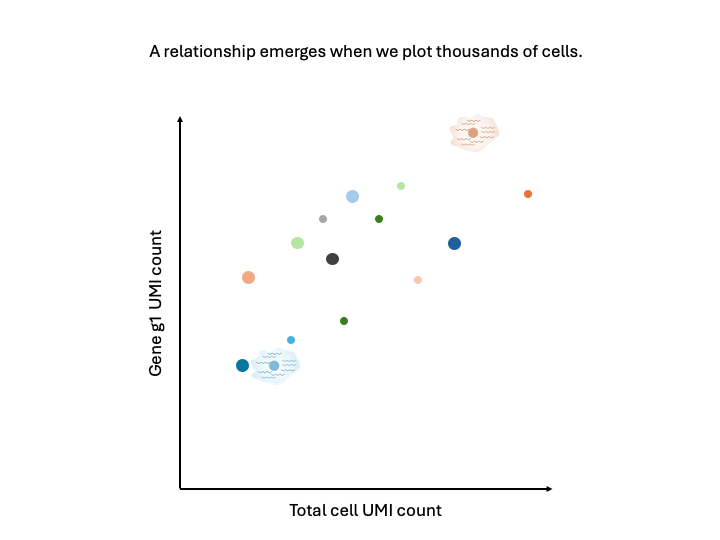 A relationship emerges when we plot thousands of cells.
Gene g1 UMI count
Total cell UMI count